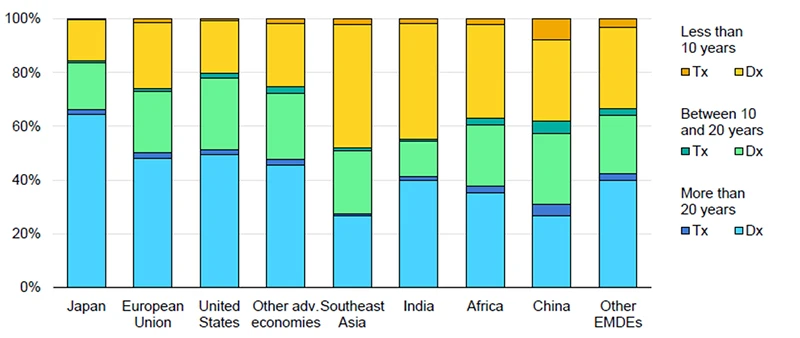 100%
80%
60%
40%
20%
0%
Japan
European
Union
United
States
Other adv.
economies
Southeast
Asia
India
Africa
China
Other
EMDEs
Less than
10 years
Tx Dx
Between 10
and 20 years
Tx Dx
More than
20 years
Tx Dx